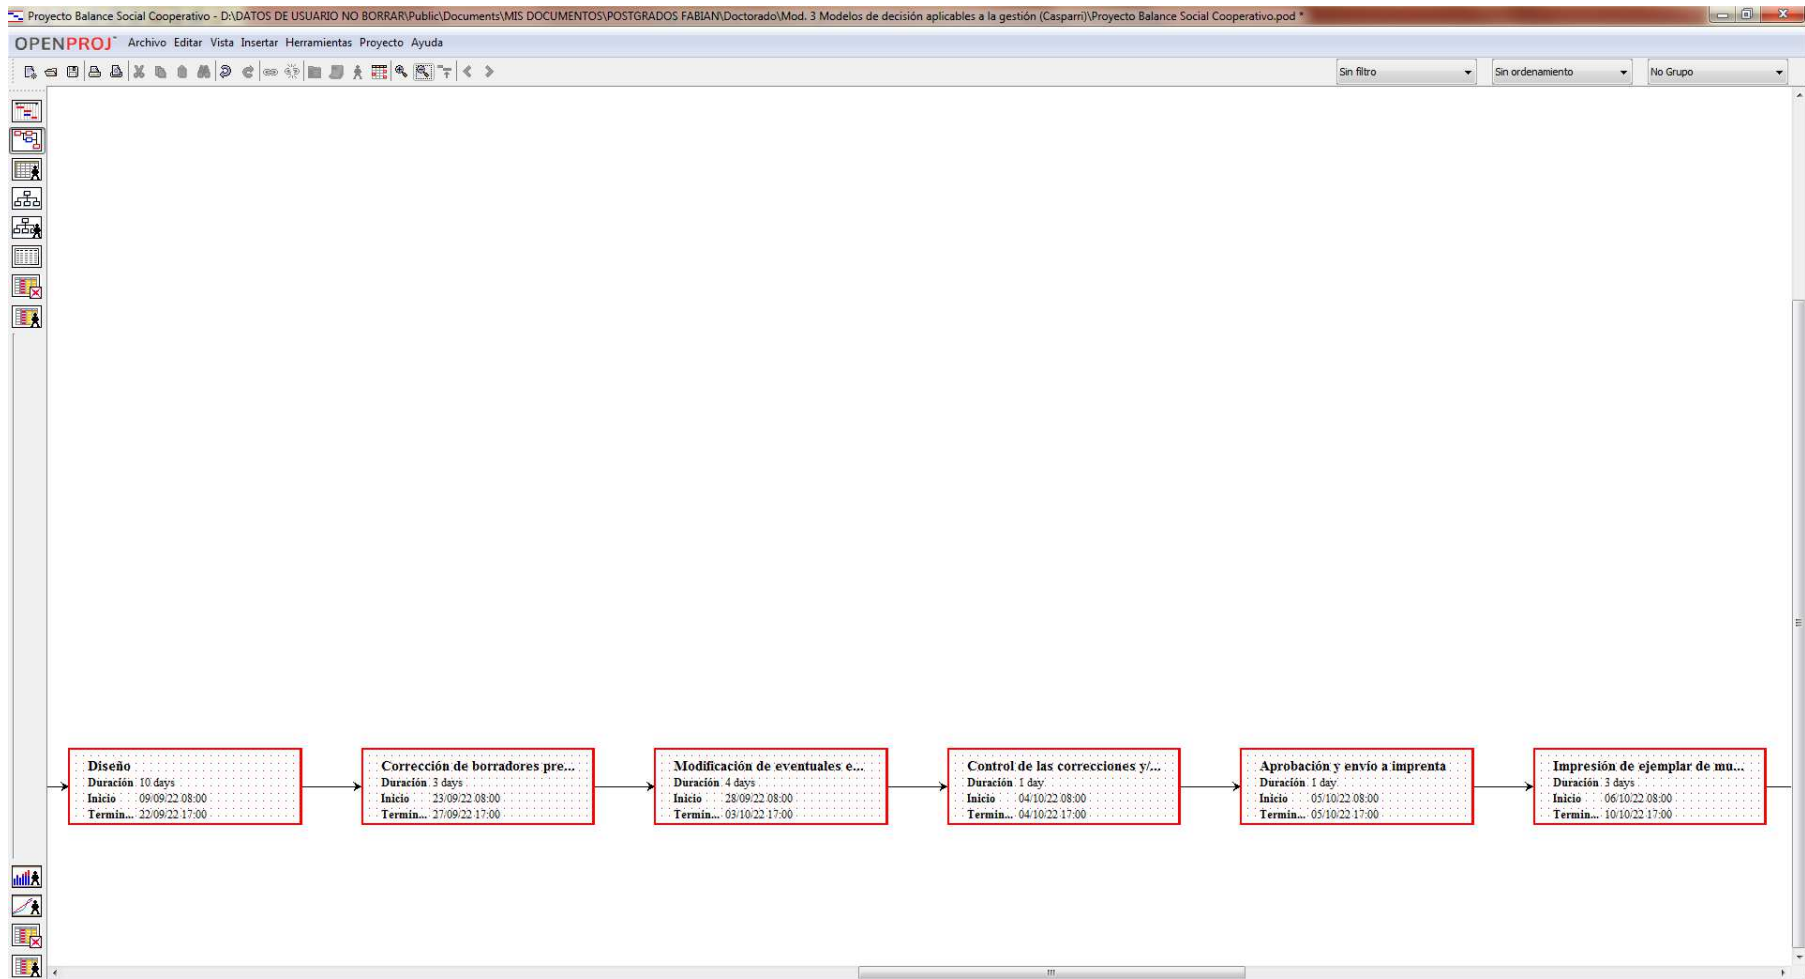 Proyecto Balance Social Cooperativo - D:\DATOS DE USUARIO NO BORRAR\Public\Documents\MIS DOCUMENTOS\POSTGRADOS FABIAN\Doctorado\Mod. 3 Modelos de decisión aplicables a la gestión (Casparri)\Proyecto Balance Social Cooperativo.pod *
OPENPROJ Archivo Editar Vista Insertar Herramientas Proyecto Ayuda
Sin filtro Sin ordenamiento No Grupo
Diseño
Duración 10 days
Inicio 09/09/22 08:00
Termin... 22/09/22 17:00
Corrección de borradores pre...
Duración 3 days
Inicio 23/09/22 08:00
Termin... 27/09/22 17:00
Modificación de eventuales e...
Duración 4 days
Inicio 28/09/22 08:00
Termin... 03/10/22 17:00
Control de las correcciones y/...
Duración 1 day
Inicio 04/10/22 08:00
Termin... 04/10/22 17:00
Aprobación y envío a imprenta
Duración 1 day
Inicio 05/10/22 08:00
Termin... 05/10/22 17:00
Impresión de ejemplar de mu...
Duración 3 days
Inicio 06/10/22 08:00
Termin... 10/10/22 17:00